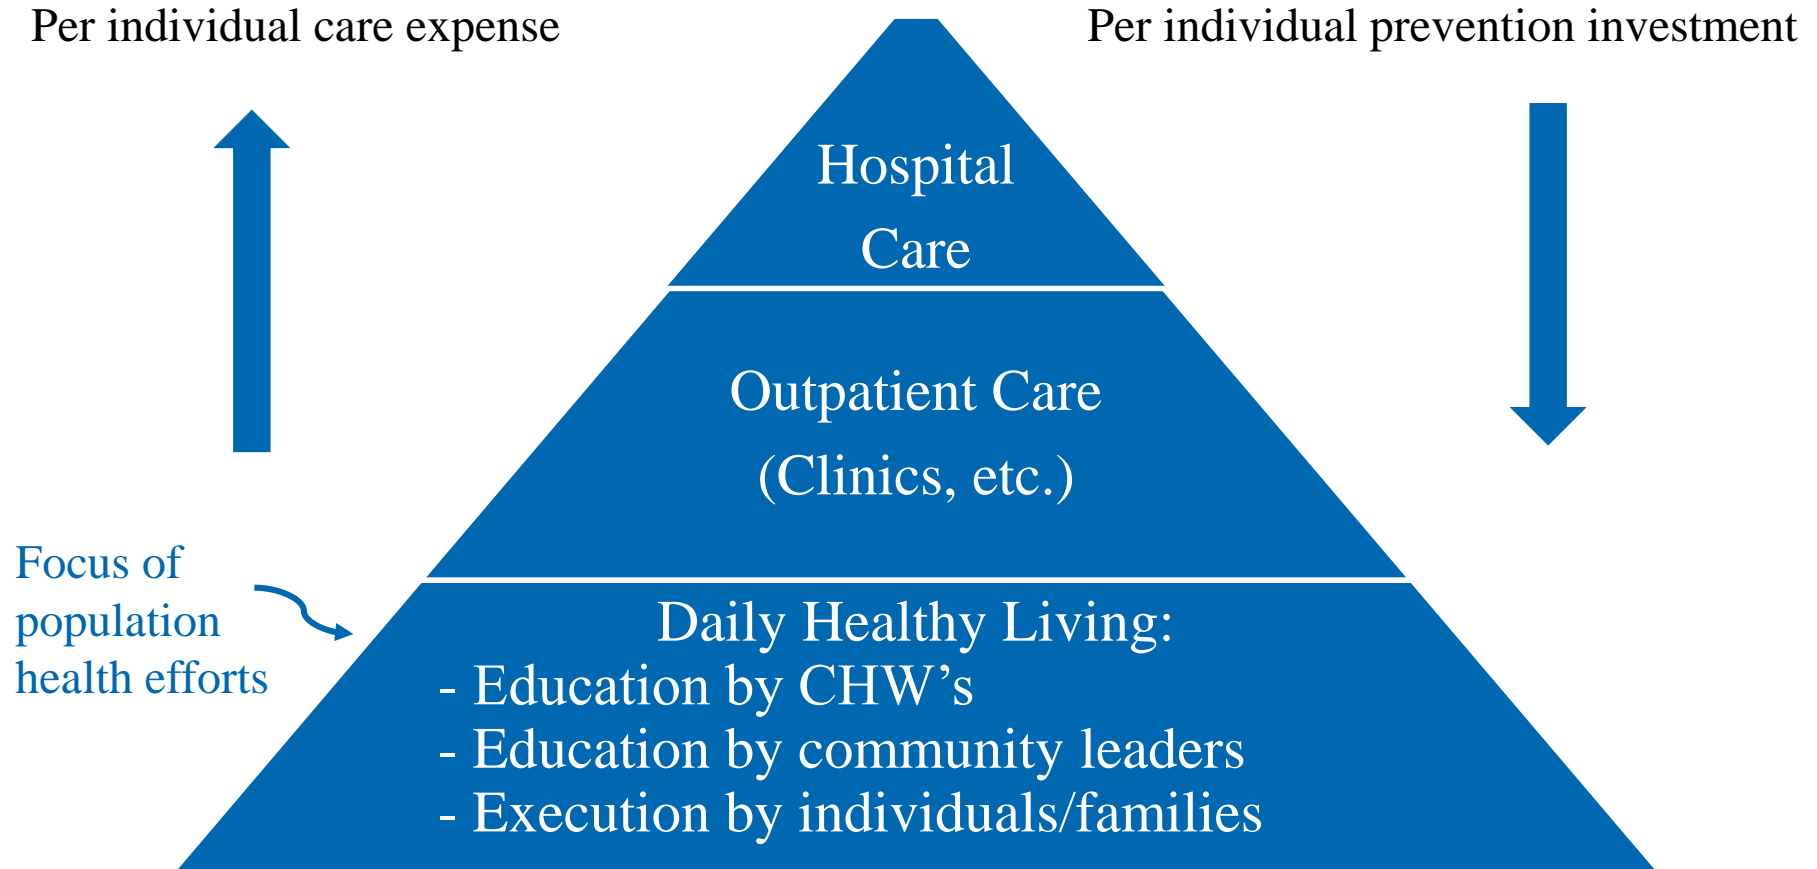 Per individual care expense
Per individual prevention investment
Hospital
Care
Outpatient Care
(Clinics, etc.)
Focus of
population
health efforts
Daily Healthy Living:
- Education by CHW’s
- Education by community leaders
- Execution by individuals/families